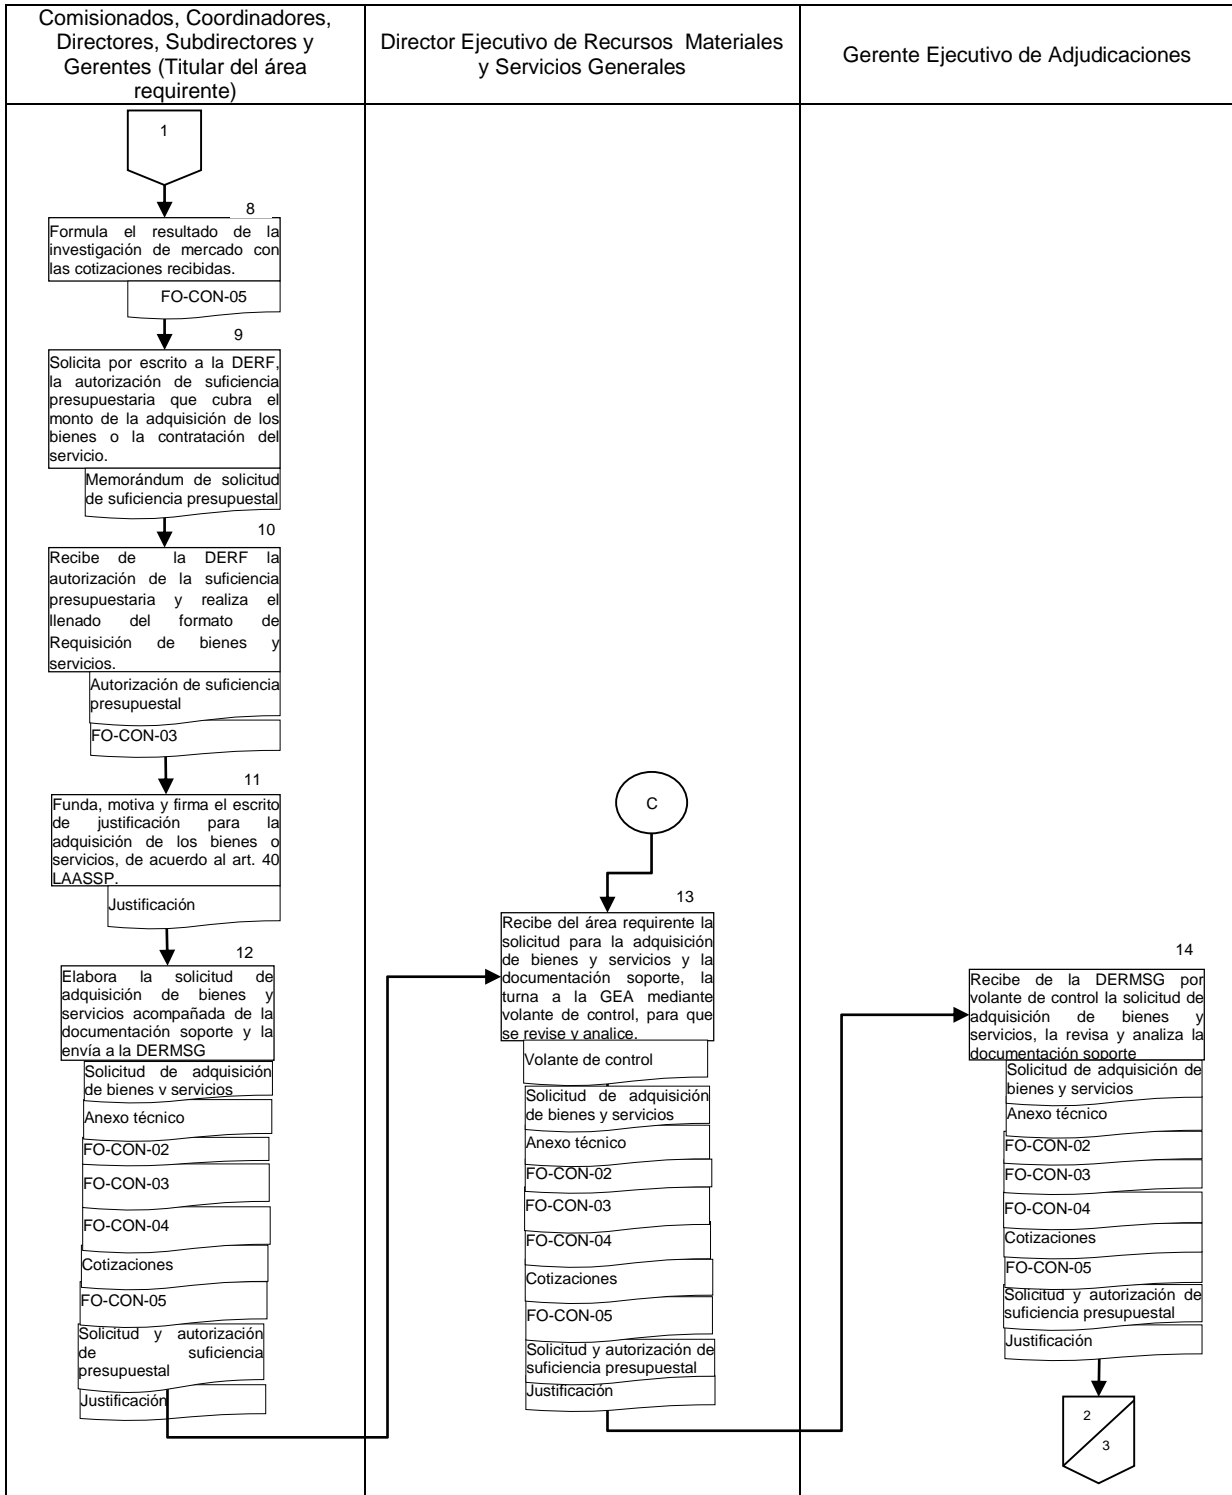 Comisionados, Coordinadores,
Directores, Subdirectores y
Gerentes (Titular del área
requirente)
Director Ejecutivo de Recursos Materiales
y Servicios Generales
Gerente Ejecutivo de Adjudicaciones
1
8
Formula el resultado de la
investigación de mercado con
las cotizaciones recibidas.
FO-CON-05
9
Solicita por escrito a la DERF,
la autorización de suficiencia
presupuestaria que cubra el
monto de la adquisición de los
bienes o la contratación del
servicio.
Memorándum de solicitud
de suficiencia presupuestal
10
Recibe de la DERF la
autorización de la suficiencia
presupuestaria y realiza el
llenado del formato de
Requisición de bienes y
servicios.
Autorización de suficiencia
presupuestal
FO-CON-03
11
Funda, motiva y firma el escrito
de justificación para la
adquisición de los bienes o
servicios, de acuerdo al art. 40
LAASSP.
Justificación
12
Elabora la solicitud de
adquisición de bienes y
servicios acompañada de la
documentación soporte y la
envía a la DERMSG
Solicitud de adquisición
de bienes y servicios
Anexo técnico
FO-CON-02
FO-CON-03
FO-CON-04
Cotizaciones
FO-CON-05
Solicitud y autorización
de suficiencia
presupuestal
Justificación
C
13
Recibe del área requirente la
solicitud para la adquisición
de bienes y servicios y la
documentación soporte, la
turna a la GEA mediante
volante de control, para que
se revise y analice.
Volante de control
Solicitud de adquisición
de bienes y servicios
Anexo técnico
FO-CON-02
FO-CON-03
FO-CON-04
Cotizaciones
FO-CON-05
Solicitud y autorización de
suficiencia presupuestal
Justificación
14
Recibe de la DERMSG por
volante de control la solicitud de
adquisición de bienes y
servicios, la revisa y analiza la
documentación soporte
Solicitud de adquisición de
bienes y servicios
Anexo técnico
FO-CON-02
FO-CON-03
FO-CON-04
Cotizaciones
FO-CON-05
Solicitud y autorización de
suficiencia presupuestal
Justificación
2
3